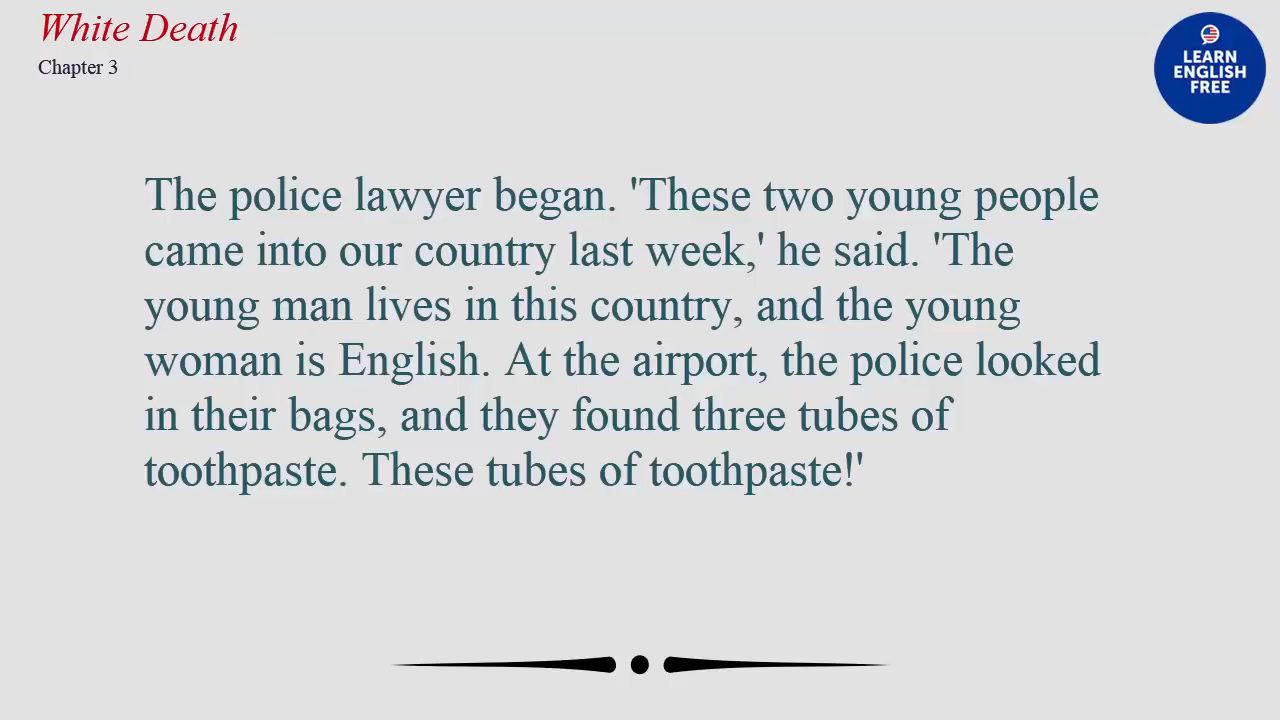 White Death
Chapter 3
LEARN
ENGLISH
FREE
The police lawyer began. 'These two young people
came into our country last week,' he said. 'The
young man lives in this country, and the young
woman is English. At the airport, the police looked
in their bags, and they found three tubes of
toothpaste. These tubes of toothpaste!'